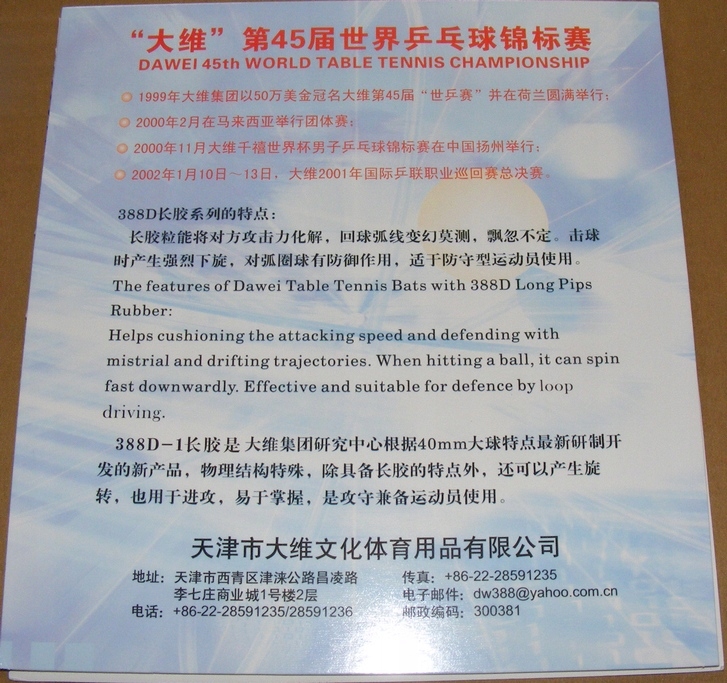 “大维”第45届世界乒乓球锦标赛
DAWEI 45th WORLD TABLE TENNIS CHAMPIONSHIP
1999年大维集团以50万美金冠名大维第45届“世乒赛”并在荷兰圆满举行；
2000年2月在马来西亚举行团体赛；
2000年11月大维千禧世界杯男子乒乓球锦标赛在中国扬州举行；
2002年1月10日～13日，大维2001年国际乒联职业巡回赛总决赛。
388D长胶系列的特点：
长胶粒能将对方攻击力化解，回球弧线变幻莫测，飘忽不定。击球
时产生强烈下旋，对弧圈球有防御作用，适于防守型运动员使用。
The features of Dawei Table Tennis Bats with 388D Long Pips
Rubber:
Helps cushioning the attacking speed and defending with
mistrial and drifting trajectories. When hitting a ball, it can spin
fast downwardly. Effective and suitable for defence by loop
driving.
388D-1长胶是大维集团研究中心根据40mm大球特点最新研制开
发的新产品，物理结构特殊，除具备长胶的特点外，还可以产生旋
转，也用于进攻，易于掌握，是攻守兼备运动员使用。
天津市大维文化体育用品有限公司
地址：天津市西青区津涞公路昌凌路 传真：+86-22-28591235
李七庄商业城1号楼2层 电子邮件：dw388@yahoo.com.cn
电话：+86-22-28591235/28591236 邮政编码：300381